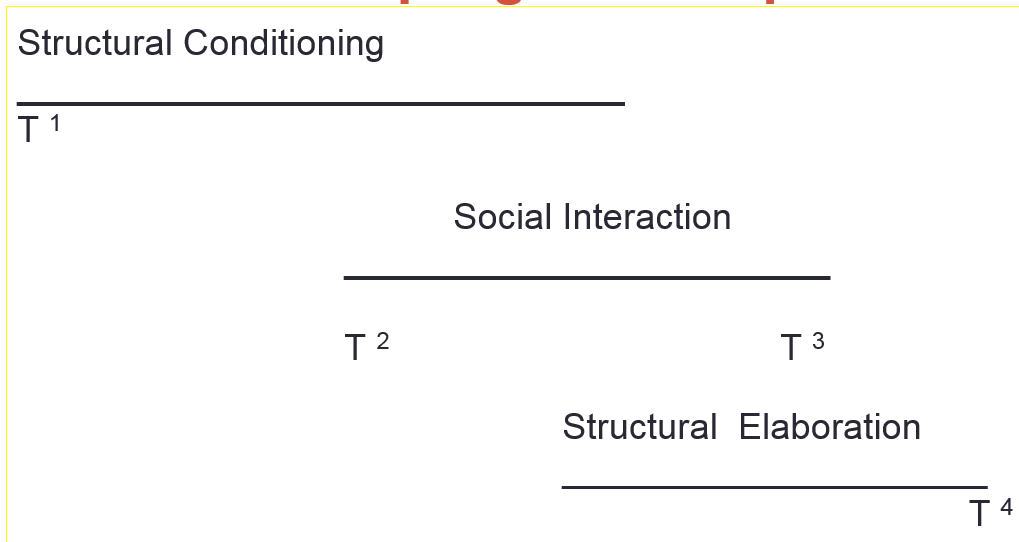 Structural Conditioning
T 1
Social Interaction
T 2 T 3
Structural Elaboration
T 4